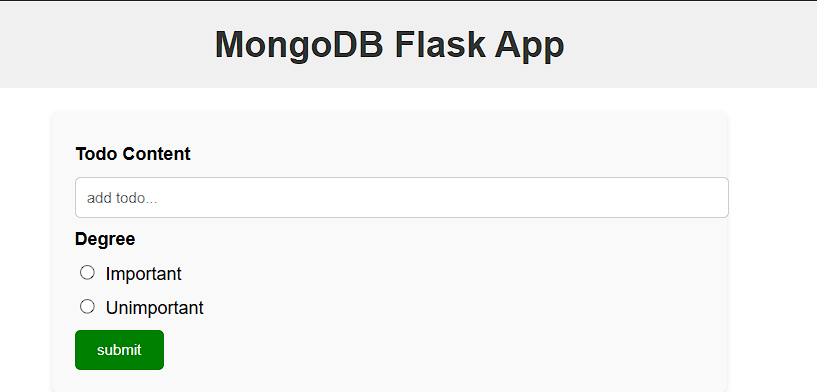 MongoDB Flask App
Todo Content
add todo...
Degree
Important
Unimportant
submit